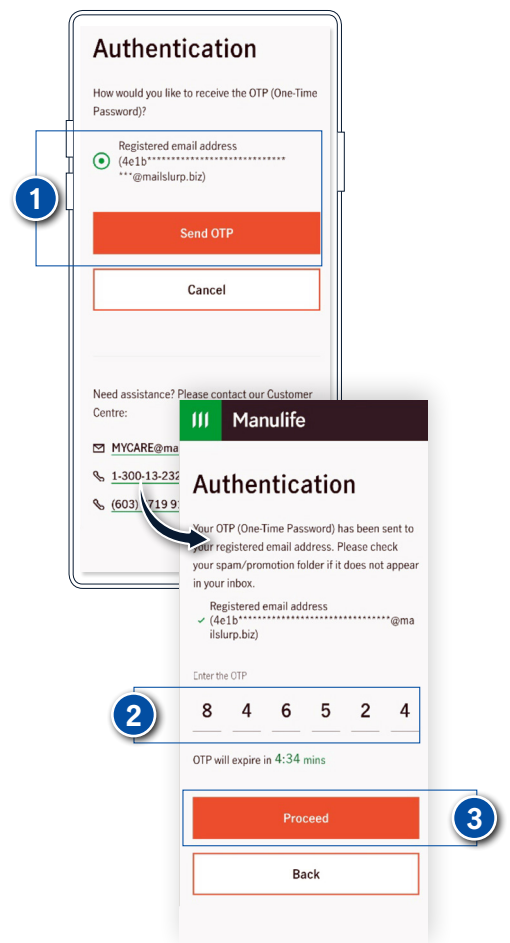 Authentication
How would you like to receive the OTP (One-Time
Password)?
Registered email address
(4e1b*****************************
***@mailslurp.biz)
1
Send OTP
Cancel
Need assistance? Please contact our Customer
Centre:
MYCARE@ma
1-300-13-232
(603) 719 9
Manulife
Authentication
Your OTP (One-Time Password) has been sent to
your registered email address. Please check
your spam/promotion folder if it does not appear
in your inbox.
Registered email address
(4e1b********************************@ma
ilslurp.biz)
Enter the OTP
2
8 4 6 5 2 4
OTP will expire in 4:34 mins
Proceed
3
Back